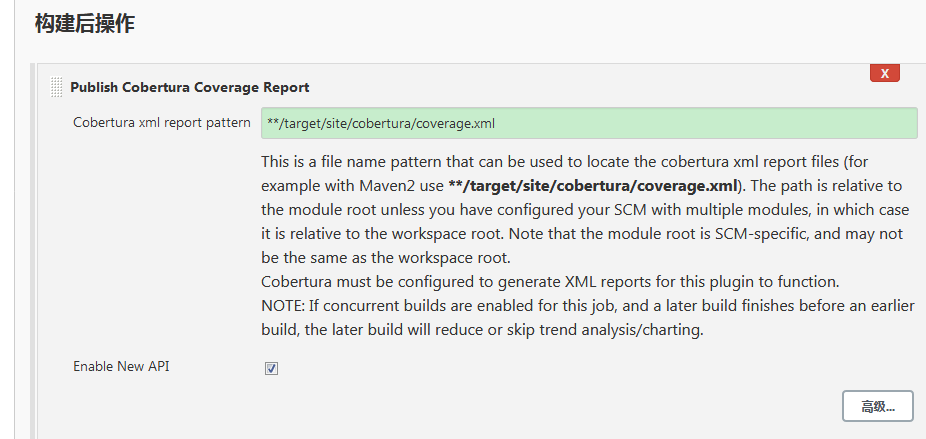 构建后操作
X
Publish Cobertura Coverage Report
Cobertura xml report pattern
**/target/site/cobertura/coverage.xml
This is a file name pattern that can be used to locate the cobertura xml report files (for
example with Maven2 use **/target/site/cobertura/coverage.xml). The path is relative to
the module root unless you have configured your SCM with multiple modules, in which case
it is relative to the workspace root. Note that the module root is SCM-specific, and may not
be the same as the workspace root.
Cobertura must be configured to generate XML reports for this plugin to function.
NOTE: If concurrent builds are enabled for this job, and a later build finishes before an earlier
build, the later build will reduce or skip trend analysis/charting.
Enable New API
高级...